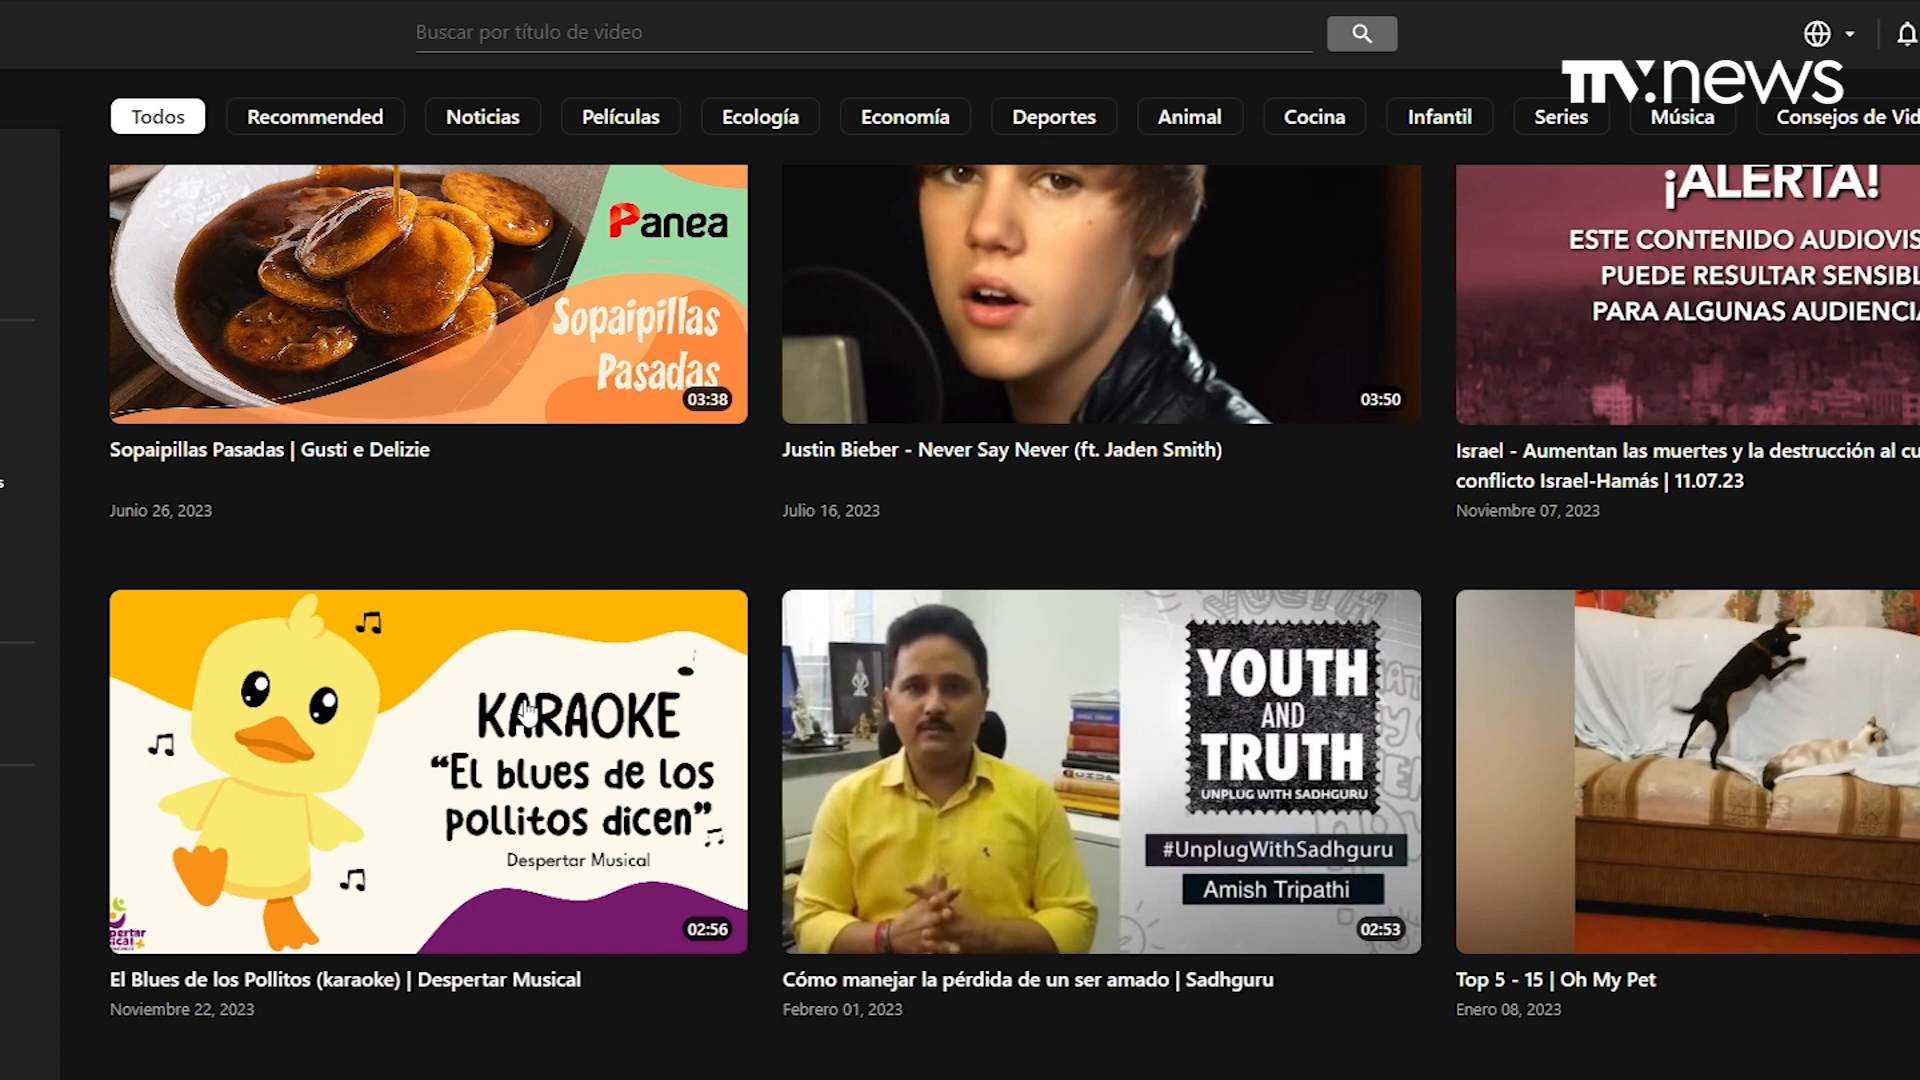 Buscar por título de video
TTV:news
Todos
Recommended
Noticias
Películas
Ecología
Economía
Deportes
Animal
Cocina
Infantil
Series
Música
Consejos de Vid
Panea
Sopaipillas
Pasadas
03:38
Sopaipillas Pasadas | Gusti e Delizie
Junio 26, 2023
03:50
Justin Bieber - Never Say Never (ft. Jaden Smith)
Julio 16, 2023
¡ALERTA!
ESTE CONTENIDO AUDIOVIS
PUEDE RESULTAR SENSIBL
PARA ALGUNAS AUDIENCIA
Israel - Aumentan las muertes y la destrucción al cu
conflicto Israel-Hamás | 11.07.23
Noviembre 07, 2023
KARAOKE
“El blues de los
pollitos dicen”
Despertar Musical
02:56
El Blues de los Pollitos (karaoke) | Despertar Musical
Noviembre 22, 2023
YOUTH
AND
TRUTH
UNPLUG WITH SADHGURU
#UnplugWithSadhguru
Amish Tripathi
02:53
Cómo manejar la pérdida de un ser amado | Sadhguru
Febrero 01, 2023
Top 5 - 15 | Oh My Pet
Enero 08, 2023